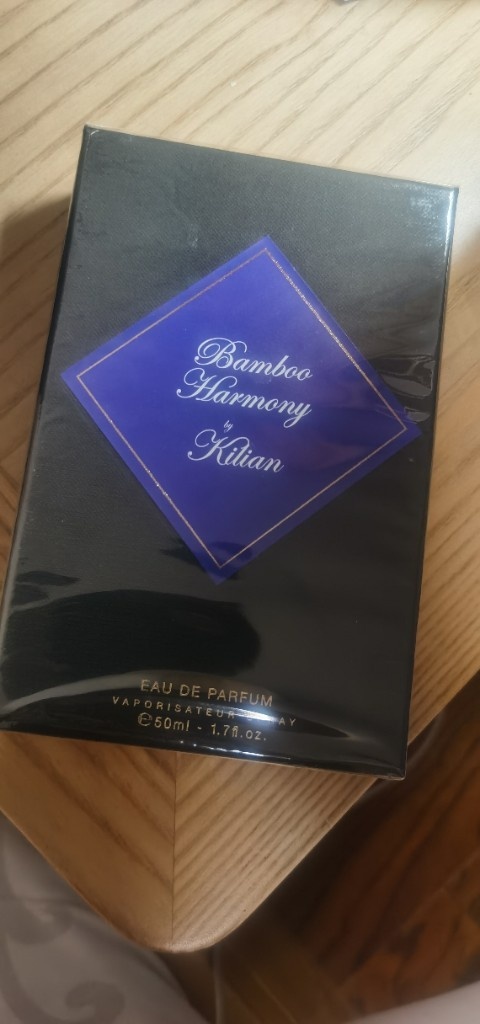 Bamboo
Harmony
by
Kilian
EAU DE PARFUM
VAPORISATEUR
℮50ml - 1.7fl.oz.